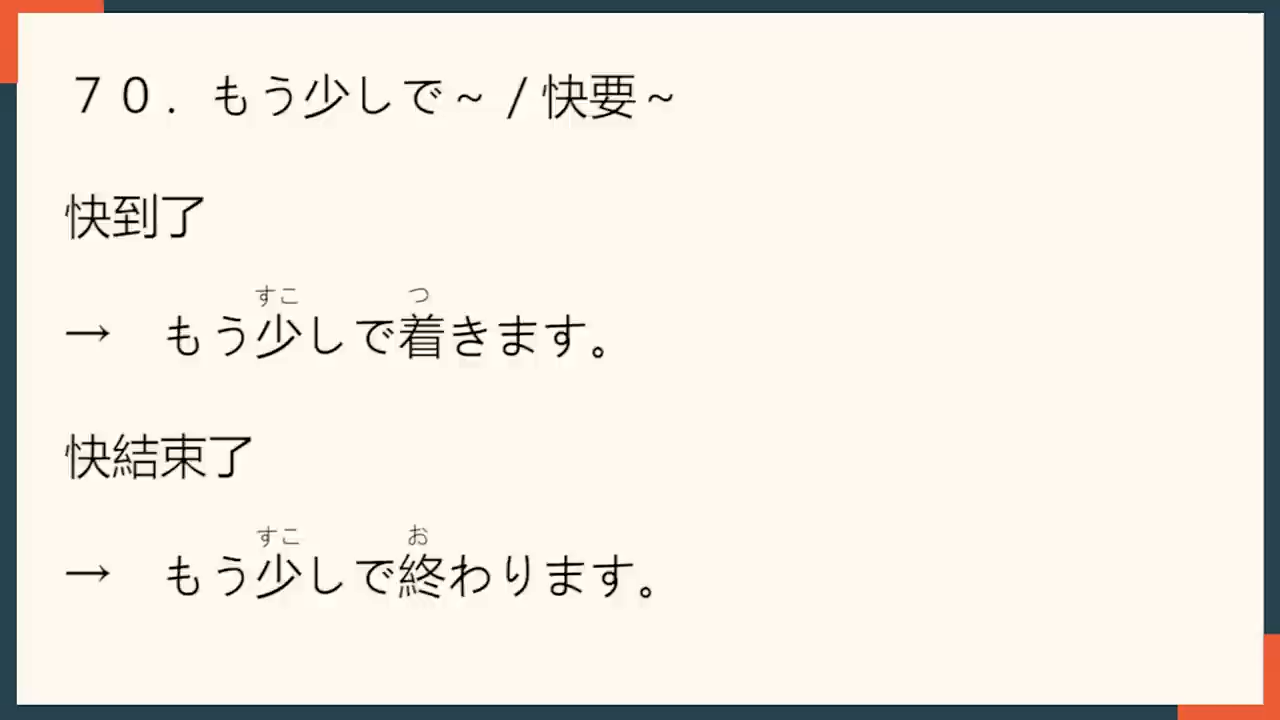 ７０．もう少しで～ / 快要～
快到了
すこ つ
→　もう少しで着きます。
快結束了
すこ お
→　もう少しで終わります。